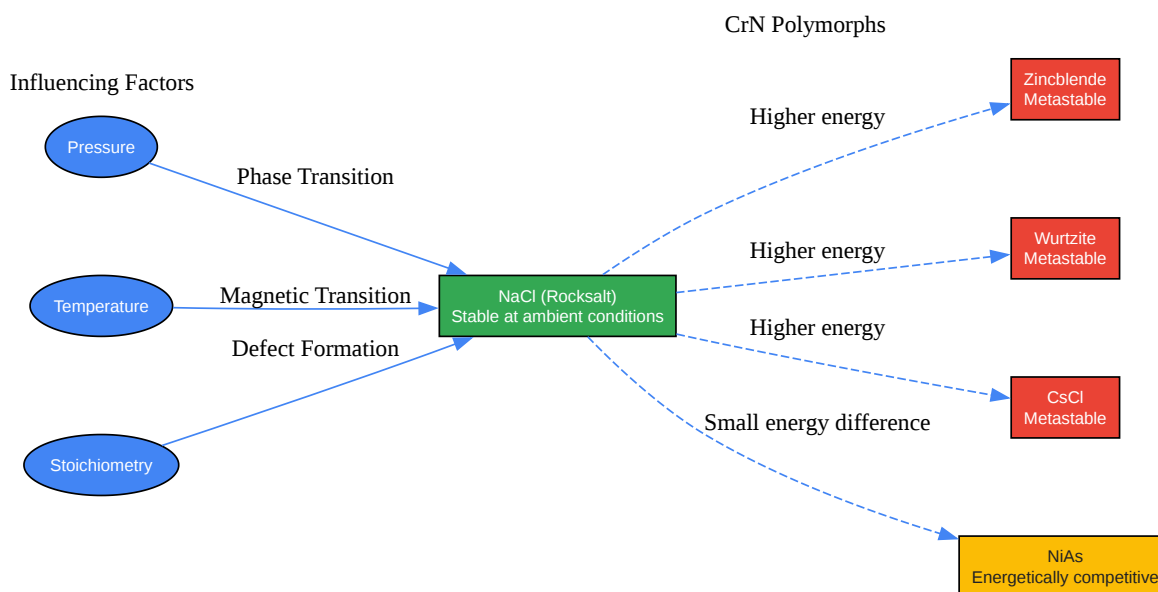 CrN Polymorphs
Influencing Factors
Zincblende
Metastable
Higher energy
Pressure
Phase Transition
Wurtzite
Metastable
Higher energy
Temperature
Magnetic Transition
NaCl (Rocksalt)
Stable at ambient conditions
Higher energy
Defect Formation
CsCl
Metastable
Small energy difference
Stoichiometry
NiAs
Energetically competitive